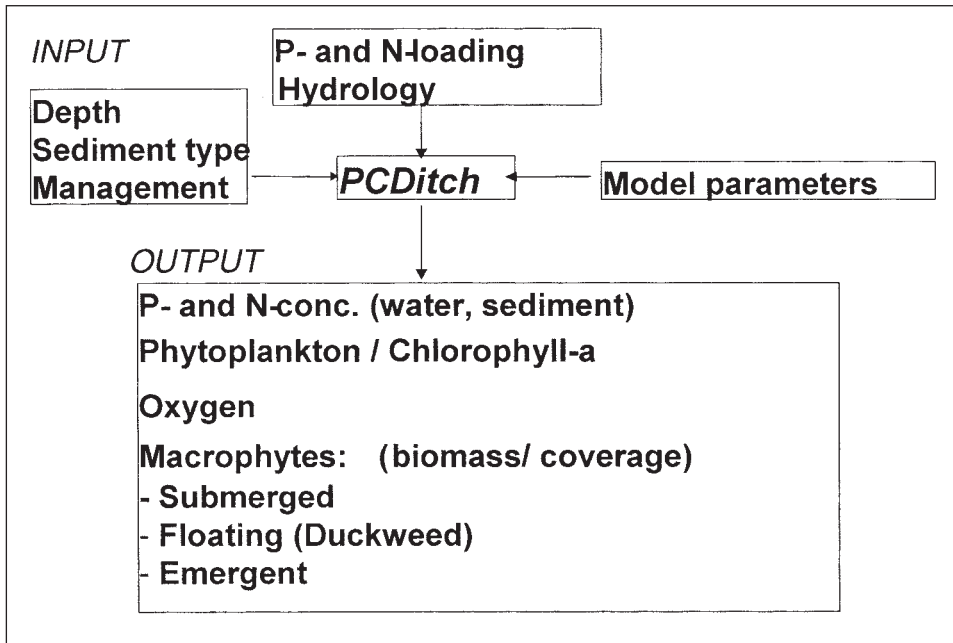 INPUT
P- and N-loading
Hydrology
Depth
Sediment type
Management
PCDitch
Model parameters
OUTPUT
P- and N-conc. (water, sediment)
Phytoplankton / Chlorophyll-a
Oxygen
Macrophytes: (biomass/ coverage)
- Submerged
- Floating (Duckweed)
- Emergent